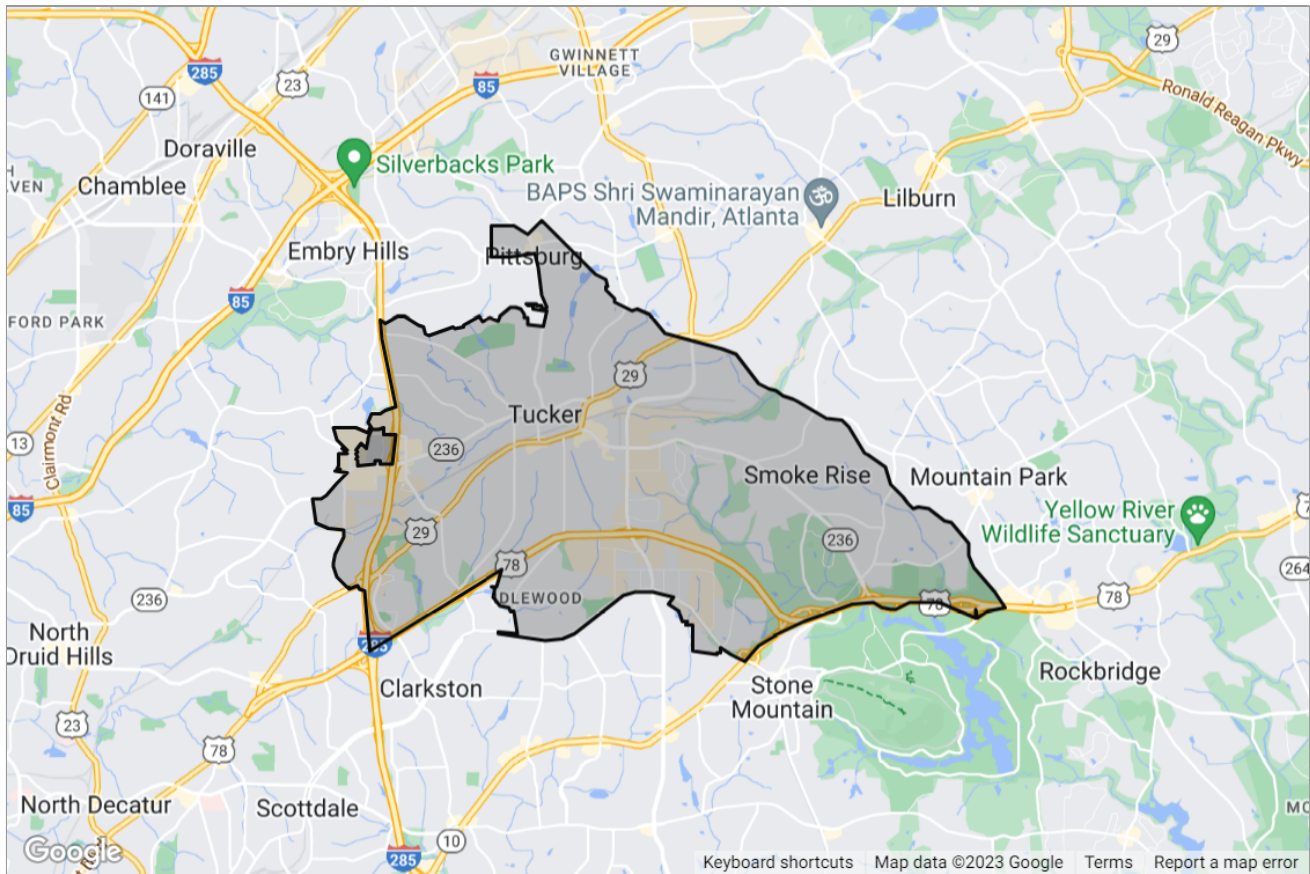 GWINNETT
VILLAGE
29
285
23
85
141
Ronald Reagan Pkwy
Doraville
Silverbacks Park
Chamblee
BAPS Shri Swaminarayan
Mandir, Atlanta
Lilburn
VEN
Embry Hills
Pittsburg
85
FORD PARK
29
Tucker
Clairmont Rd
13
236
Smoke Rise
Mountain Park
85
Yellow River
Wildlife Sanctuary
29
236
78
264
236
DLEWOOD
78
78
North
Druid Hills
285
Clarkston
Rockbridge
Stone
Mountain
23
78
North Decatur
Scottdale
MO
10
285
Google
Keyboard shortcuts
Map data ©2023 Google
Terms
Report a map error